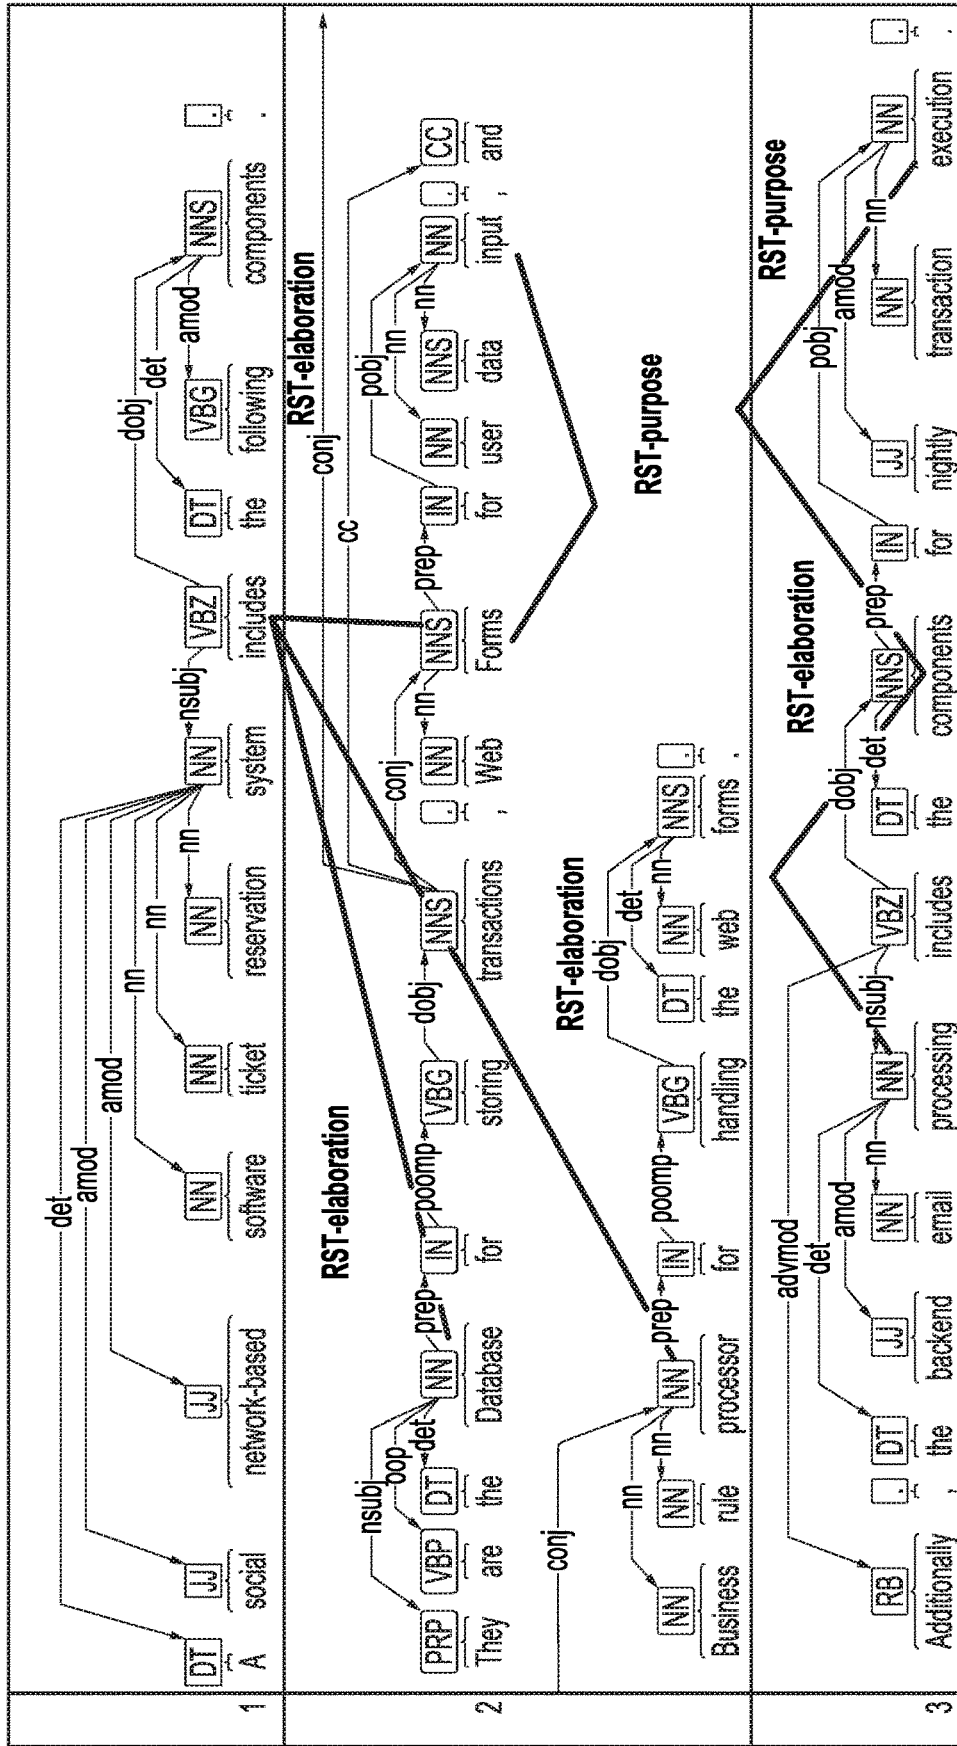 det
amod
amod
nn
nn
nn
nsubj
dobj
det
amod
DT JJ JJ NN NN NN NN VBZ DT VBG NNS .
1 A social network-based software ticket reservation system includes the following components .
RST-elaboration
RST-elaboration
conj
cc
nsubj
oop
det
prep
poomp
dobj
conj
nn
prep
pobj
nn
nn
PRP VBP DT NN IN VBG NNS , NN NNS IN NN NNS NN , CC
2 They are the Database for storing transactions , Web Forms for user data input , and
RST-purpose
RST-elaboration
conj
nn
nn
prep
poomp
dobj
det
nn
NN NN NN IN VBG DT NN NNS .
Business rule processor for handling the web forms .
RST-purpose
RST-elaboration
advmod
det
amod
nn
nsubj
dobj
det
prep
pobj
amod
nn
RB , DT JJ NN NN VBZ DT NNS IN JJ NN NN .
3 Additionally , the backend email processing includes the components for nightly transaction execution .